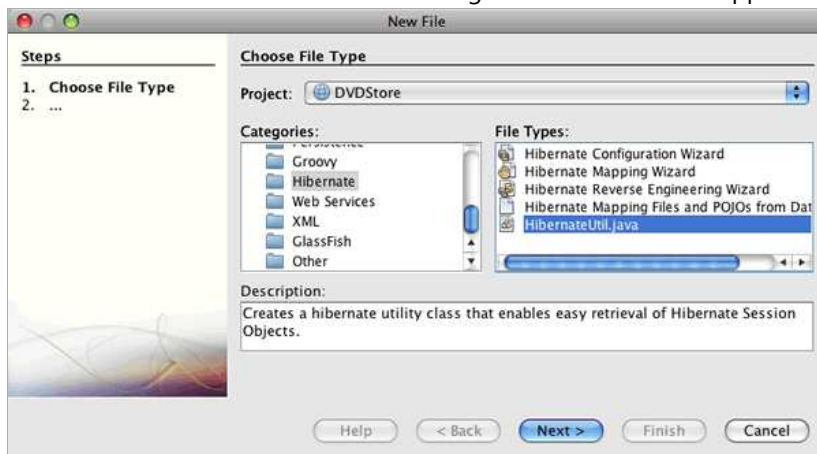 New File
Steps
1. Choose File Type
2. ...
Choose File Type
Project: DVDStore
Categories:
Groovy
Hibernate
Web Services
XML
GlassFish
Other
File Types:
Hibernate Configuration Wizard
Hibernate Mapping Wizard
Hibernate Reverse Engineering Wizard
Hibernate Mapping Files and POJOs from Dat
HibernateUtil.java
Description:
Creates a hibernate utility class that enables easy retrieval of Hibernate Session
Objects.
Help < Back Next > Finish Cancel